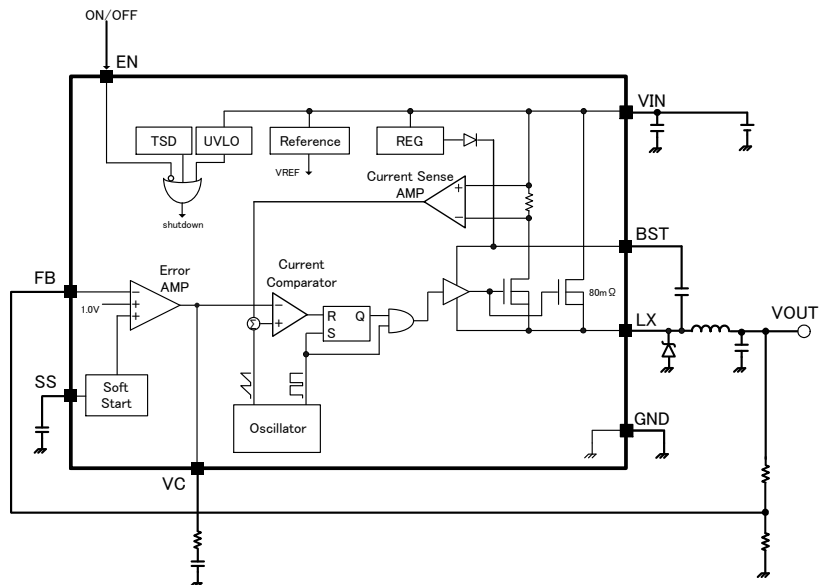 ON/OFF
EN
VIN
TSD
UVLO
Reference
REG
VREF
Current Sense
AMP
+
−
shutdown
BST
FB
Error
AMP
Current
Comparator
−
+
+
1.0V
−
+
Σ
R
Q
S
80mΩ
LX
VOUT
SS
Soft
Start
Oscillator
GND
VC